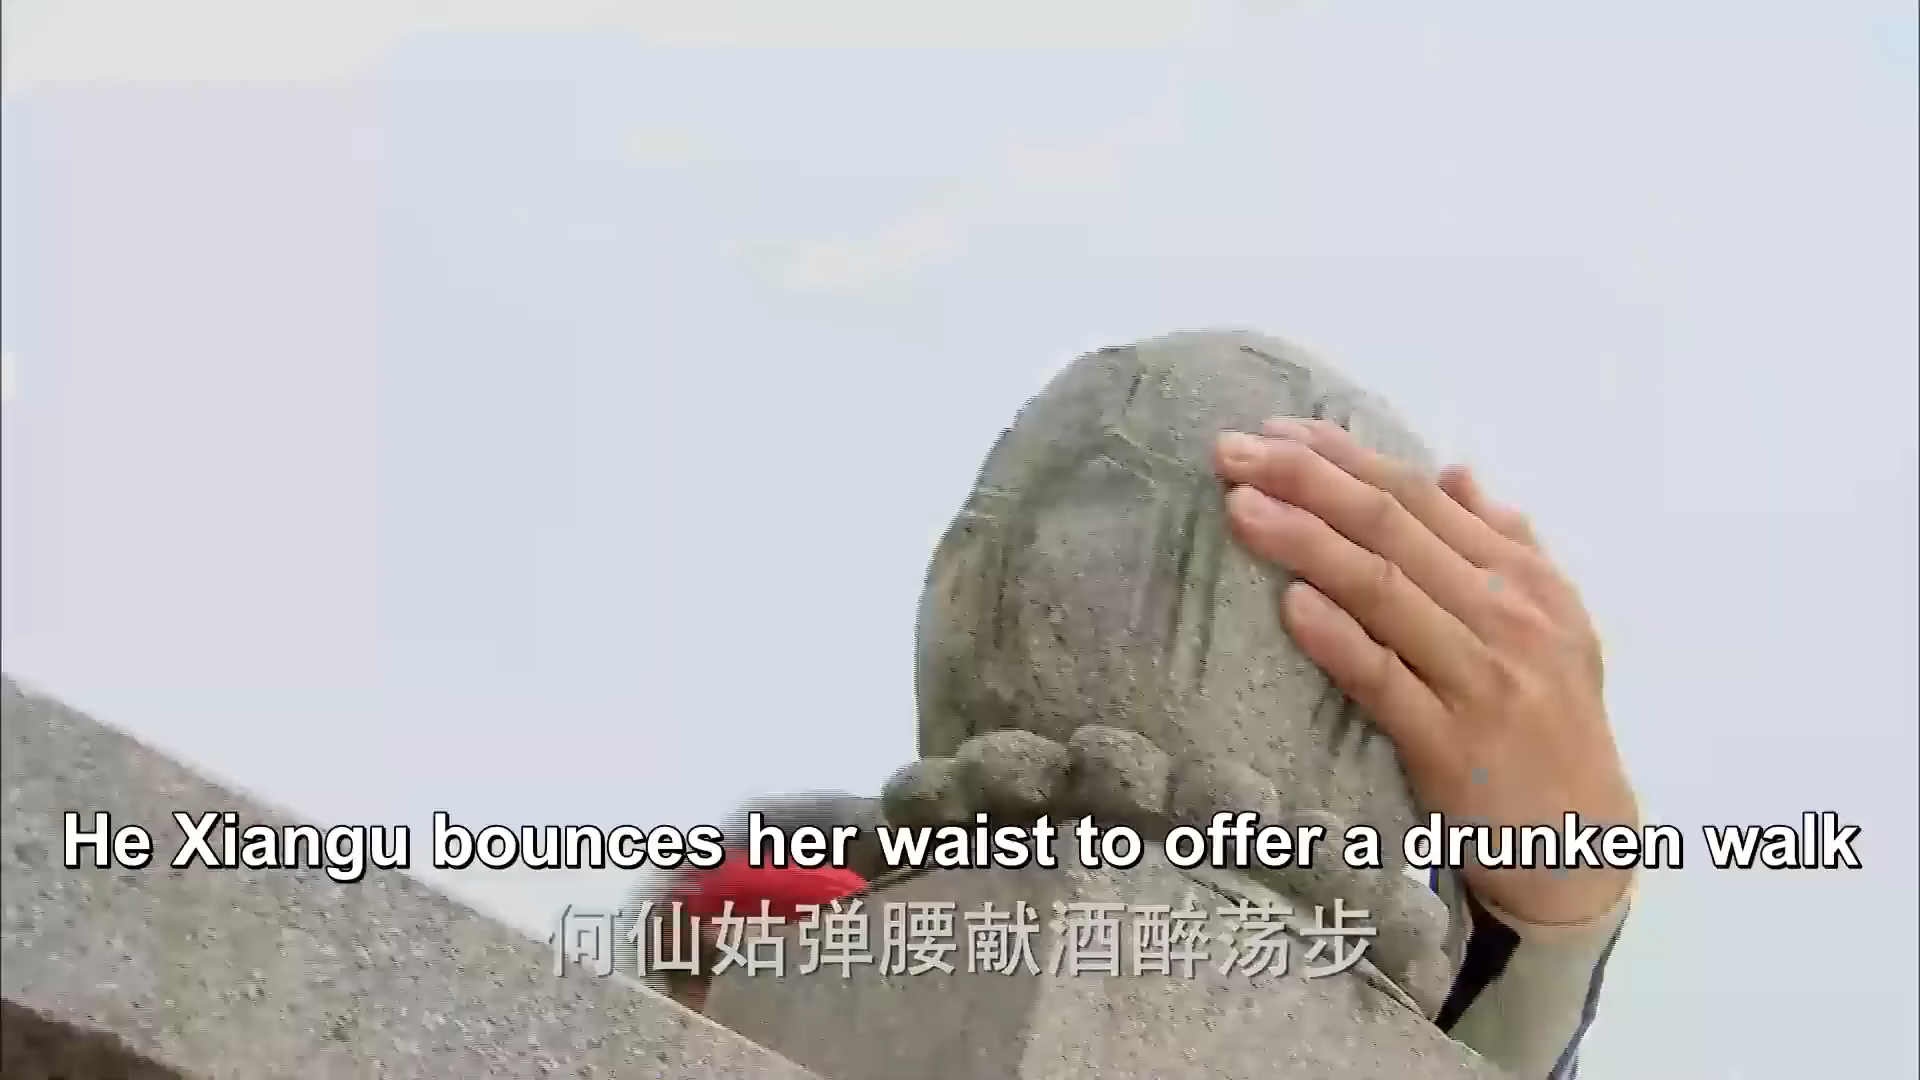 He Xiangu bounces her waist to offer a drunken walk
何仙姑弹腰献酒醉荡步